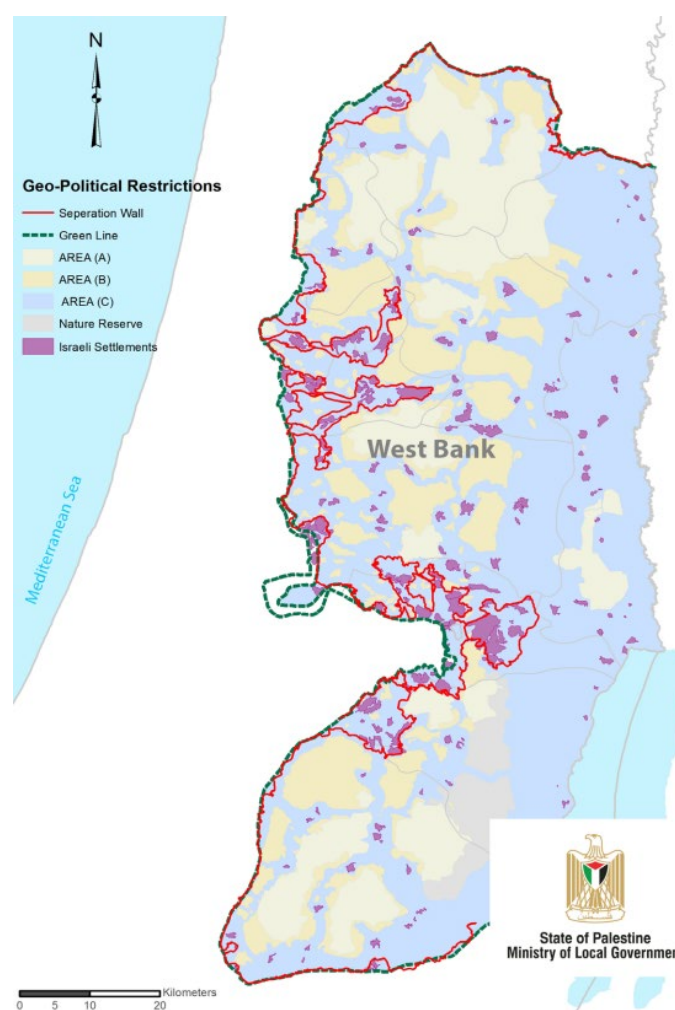 N
Geo-Political Restrictions
Seperation Wall
Green Line
AREA (A)
AREA (B)
AREA (C)
Nature Reserve
Israeli Settlements
West Bank
Mediterranean Sea
State of Palestine
Ministry of Local Governmen
Kilometers
0 5 10 20